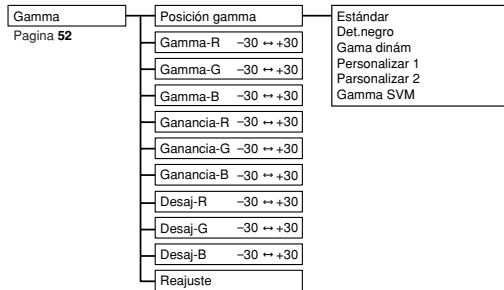 Gamma
Pagina 52
Posición gamma
Gamma-R −30 ↔ +30
Gamma-G −30 ↔ +30
Gamma-B −30 ↔ +30
Ganancia-R −30 ↔ +30
Ganancia-G −30 ↔ +30
Ganancia-B −30 ↔ +30
Desaj-R −30 ↔ +30
Desaj-G −30 ↔ +30
Desaj-B −30 ↔ +30
Reajuste
Estándar
Det.negro
Gama dinám
Personalizar 1
Parsonalizar 2
Gamma SVM